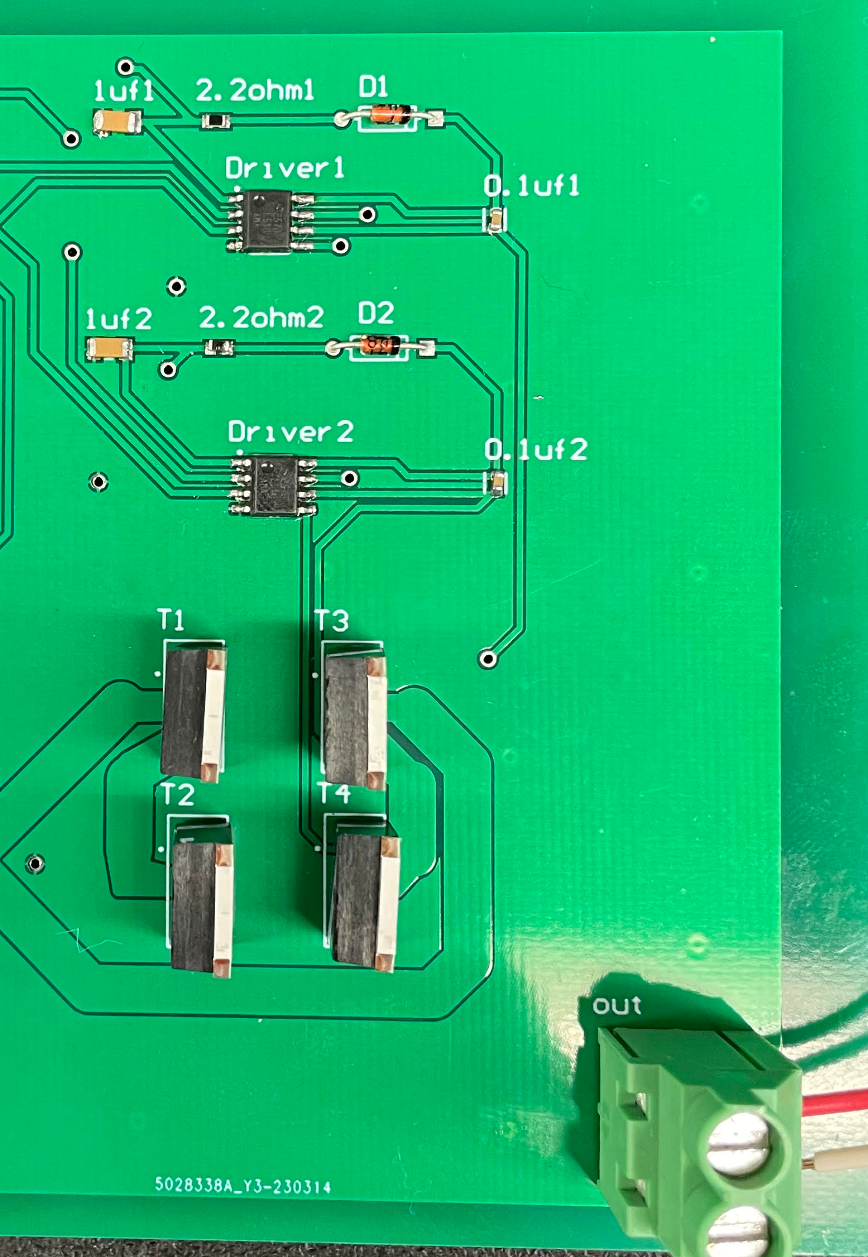 1uf1
2.2ohm1
D1
Driver1
0.1uf1
1uf2
2.2ohm2
D2
Driver2
0.1uf2
T1
T3
T2
T4
out
5028338A_Y3-230314